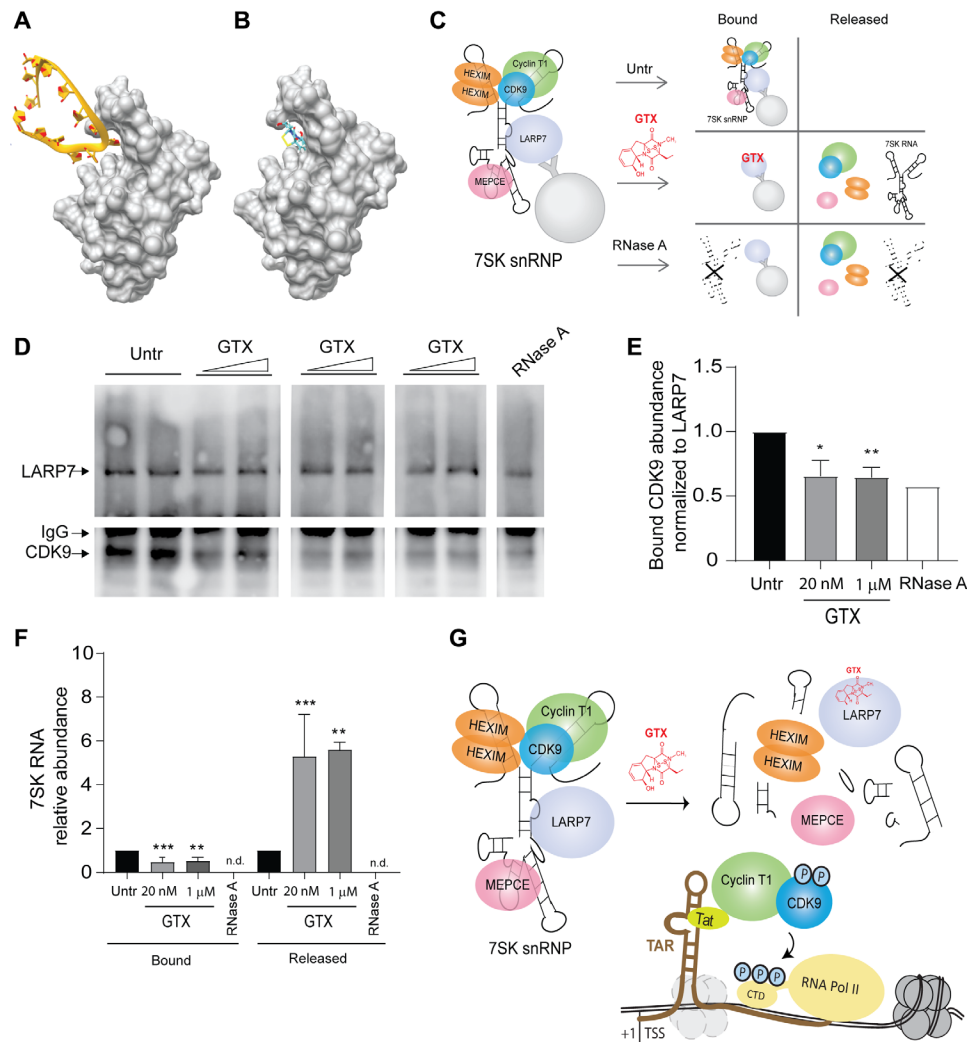 A
B
C
Bound
Released
HEXIM
HEXIM
Cyclin T1
CDK9
LARP7
MEPCE
7SK snRNP
Untr
GTX
O
N-CH₃
S
S
N
H
OH
O
RNase A
7SK snRNP
GTX
7SK RNA
D
Untr
GTX
GTX
GTX
RNase A
LARP7
IgG
CDK9
E
Bound CDK9 abundance
normalized to LARP7
1.5
1.0
0.5
0
*
**
Untr
20 nM
1 μM
RNase A
GTX
F
7SK RNA
relative abundance
10
8
6
4
2
0
***
**
n.d.
***
**
n.d.
Untr
20 nM
1 μM
RNase A
Untr
20 nM
1 μM
RNase A
GTX
GTX
Bound
Released
G
HEXIM
HEXIM
Cyclin T1
CDK9
LARP7
MEPCE
7SK snRNP
GTX
O
N-CH₃
S
S
N
H
OH
O
GTX
LARP7
HEXIM
HEXIM
MEPCE
Cyclin T1
P
P
CDK9
Tat
TAR
P
P
P
CTD
RNA Pol II
+1
TSS